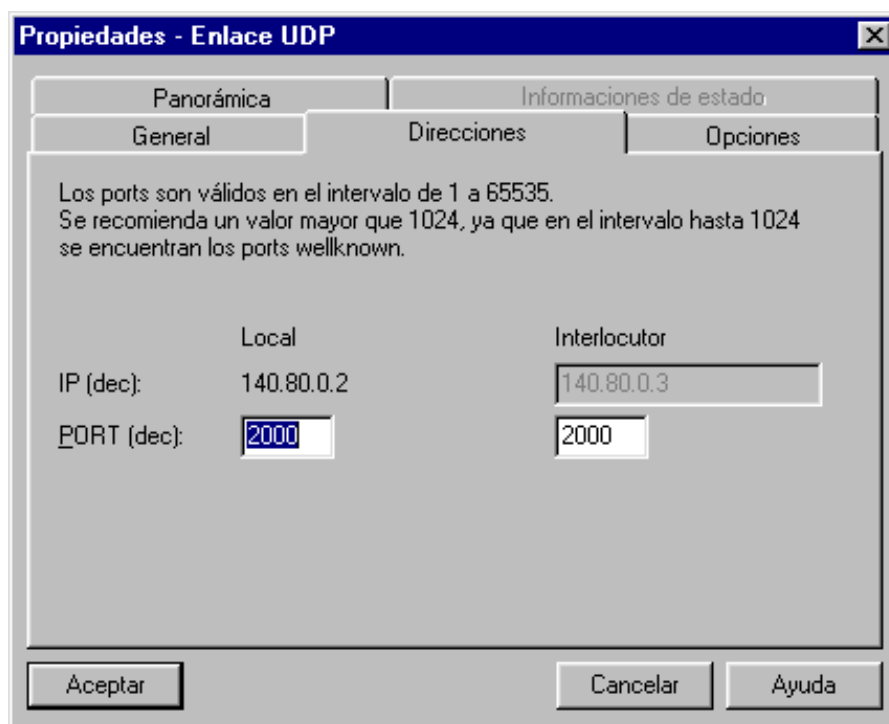 Propiedades - Enlace UDP
Panorámica Informaciones de estado
General Direcciones Opciones
Los ports son válidos en el intervalo de 1 a 65535.
Se recomienda un valor mayor que 1024, ya que en el intervalo hasta 1024
se encuentran los ports wellknown.
Local Interlocutor
IP (dec): 140.80.0.2 140.80.0.3
PORT (dec): 2000 2000
Aceptar Cancelar Ayuda